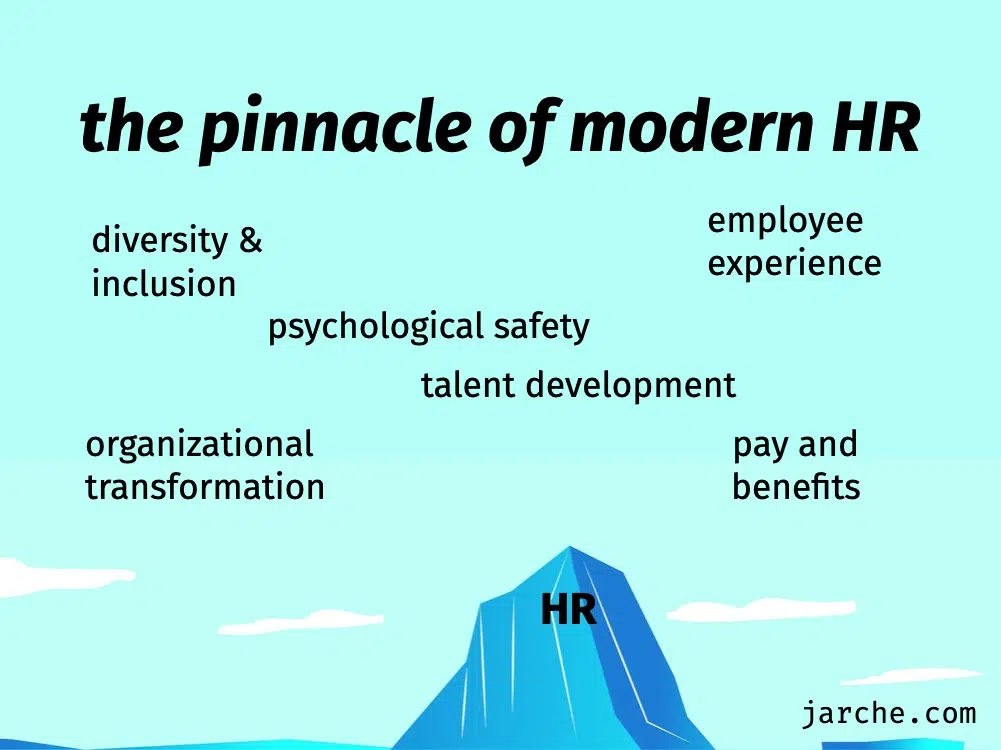 the pinnacle of modern HR
diversity &
inclusion
employee
experience
psychological safety
talent development
organizational
transformation
pay and
benefits
HR
jarche.com